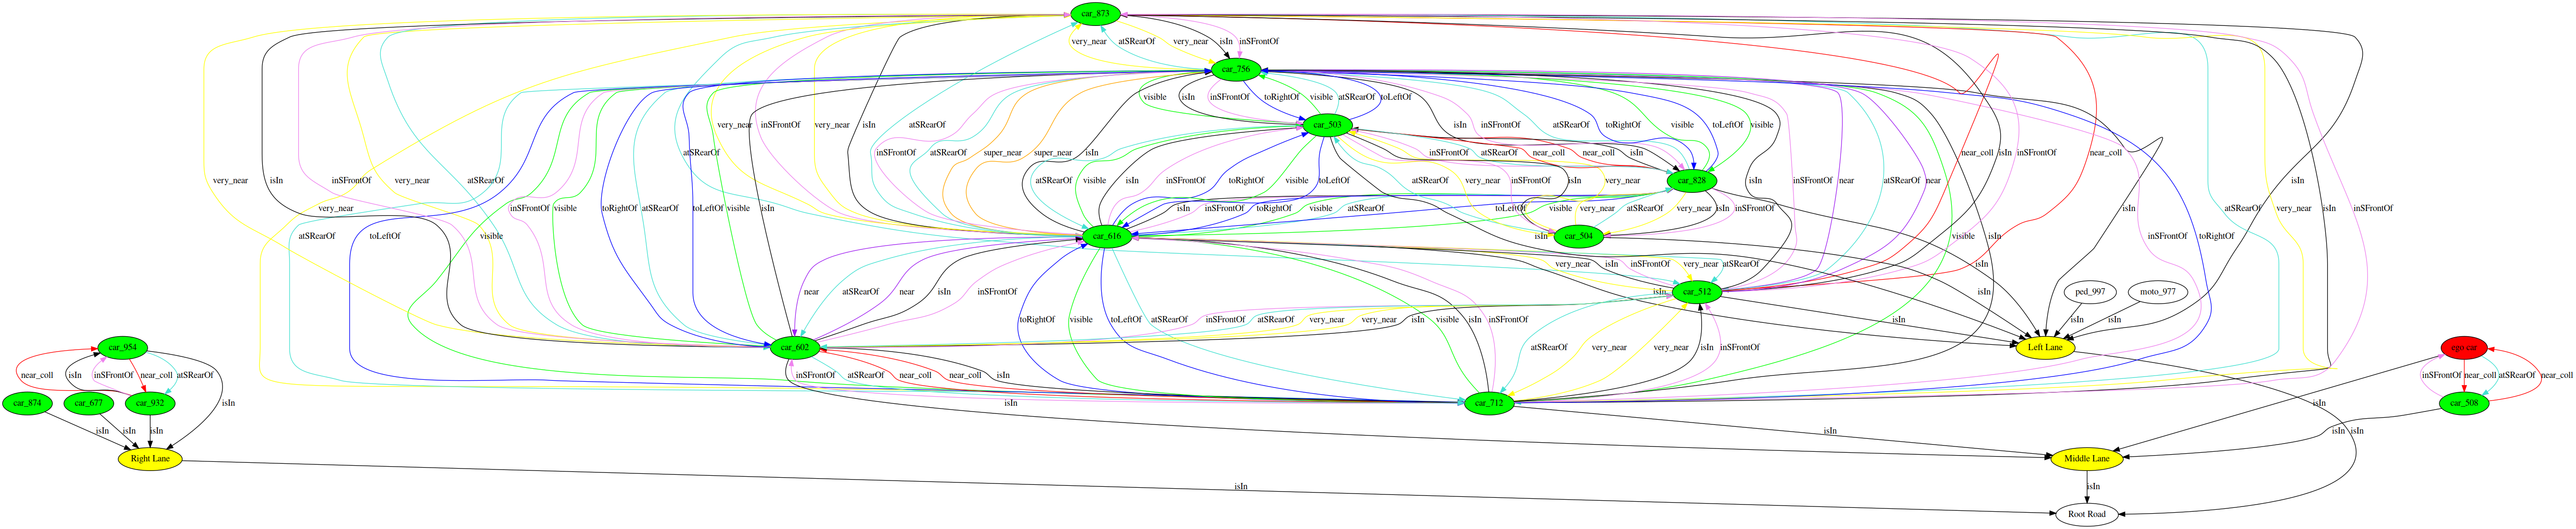 car_873
very_near atSRearOf very_near isIn inSFrontOf
car_756
visible isIn inSFrontOf toRightOf visible atSRearOf toLeftOf
car_503
very_near inSFrontOf very_near isIn atSRearOf isIn inSFrontOf atSRearOf toRightOf visible toLeftOf visible
atSRearOf inSFrontOf atSRearOf super_near super_near isIn inSFrontOf atSRearOf near_coll near_coll isIn near_coll isIn inSFrontOf near_coll
very_near isIn inSFrontOf very_near atSRearOf atSRearOf visible isIn inSFrontOf visible toRightOf toLeftOf atSRearOf very_near inSFrontOf isIn very_near isIn inSFrontOf near atSRearOf near isIn atSRearOf very_near isIn inSFrontOf
car_828
very_near inSFrontOf visible toRightOf atSRearOf toLeftOf visible isIn isIn inSFrontOf toRightOf visible atSRearOf toLeftOf visible very_near atSRearOf very_near isIn inSFrontOf isIn
atSRearOf toLeftOf visible car_616 isIn car_504 visible isIn inSFrontOf toRightOf
very_near isIn inSFrontOf very_near atSRearOf isIn
near atSRearOf near isIn inSFrontOf isIn car_512 ped_997 moto_977 isIn
toRightOf visible toLeftOf atSRearOf isIn inSFrontOf inSFrontOf atSRearOf very_near very_near isIn isIn isIn isIn
car_954 car_602 atSRearOf very_near very_near isIn inSFrontOf Left Lane ego car
near_coll isIn inSFrontOf near_coll atSRearOf inSFrontOf atSRearOf near_coll near_coll isIn inSFrontOf near_coll atSRearOf near_coll
car_874 car_677 car_932 isIn isIn car_712 isIn car_508
isIn isIn isIn isIn isIn isIn
Right Lane Middle Lane
isIn isIn
Root Road